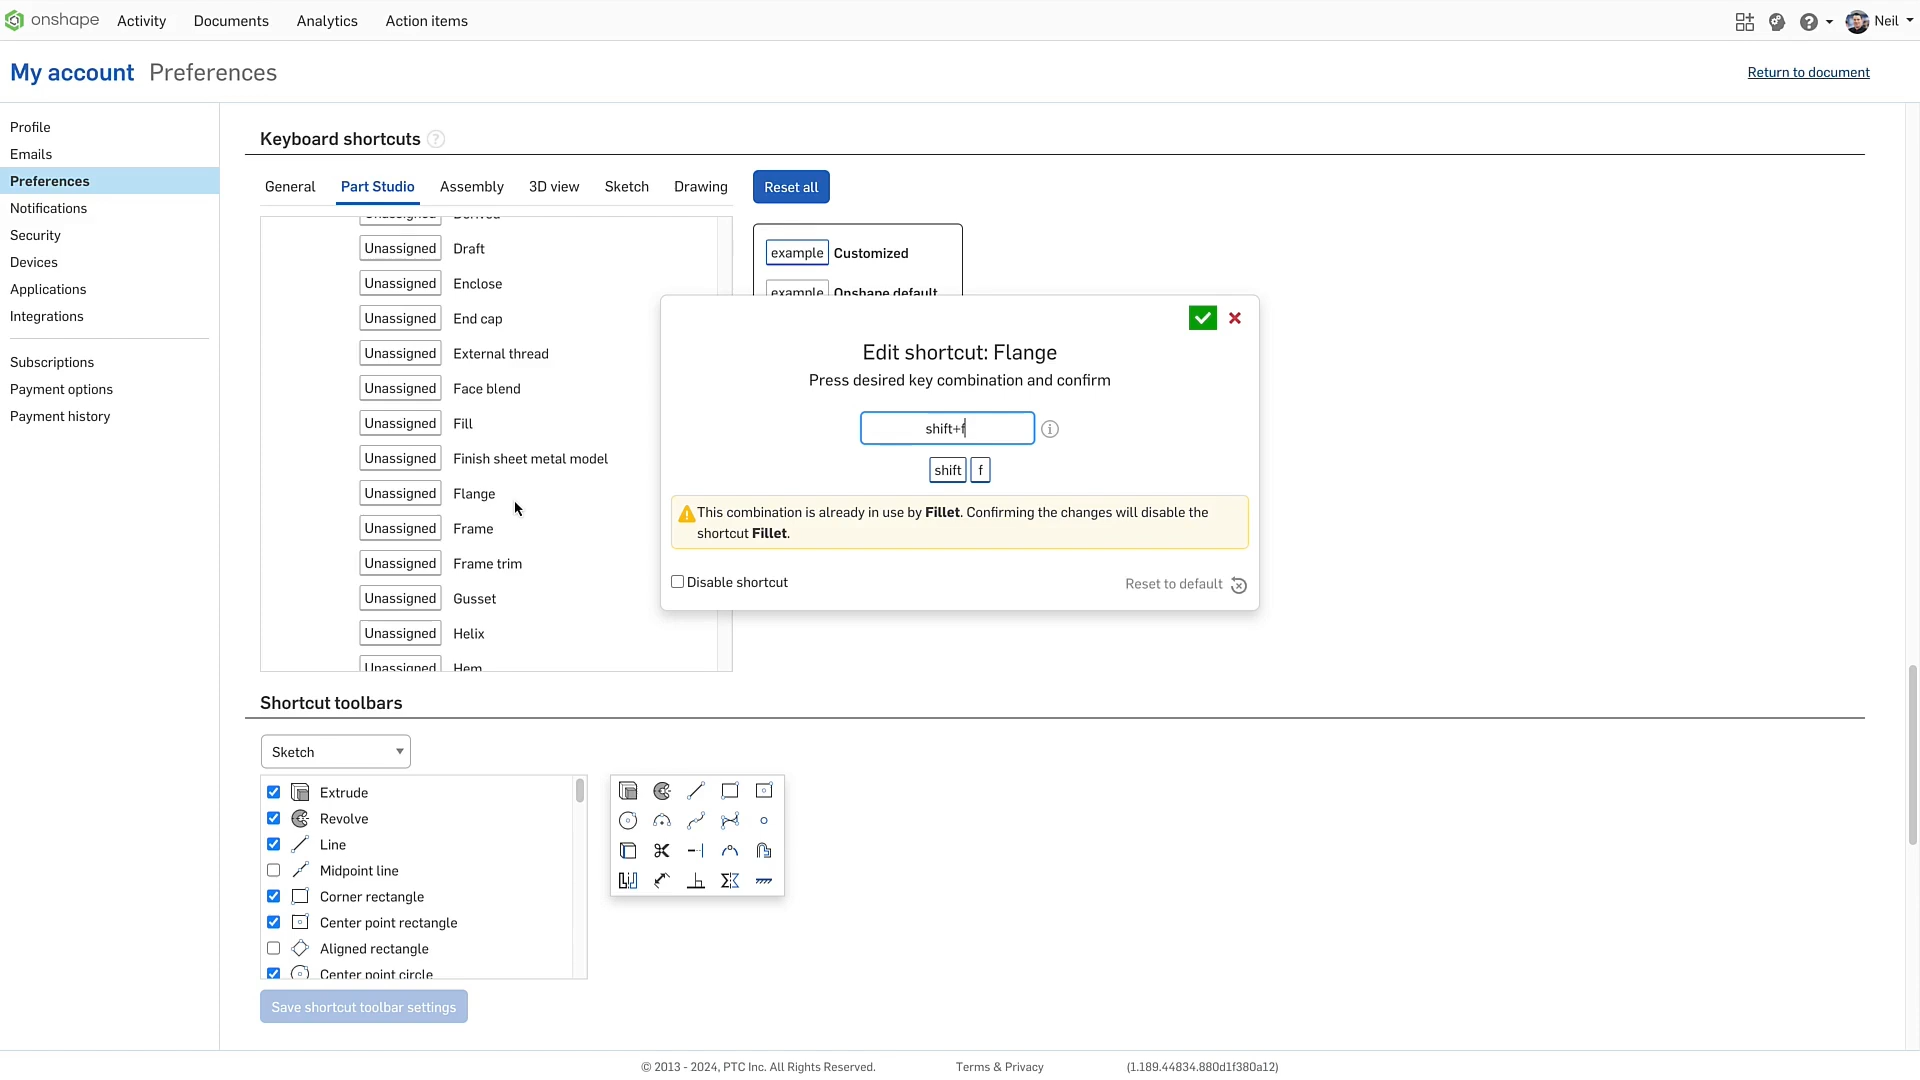 onshape Activity Documents Analytics Action items Neil
My account Preferences Return to document
Profile
Emails
Preferences
Notifications
Security
Devices
Applications
Integrations
Subscriptions
Payment options
Payment history
Keyboard shortcuts ?
General Part Studio Assembly 3D view Sketch Drawing Reset all
Unassigned Derived
Unassigned Draft
Unassigned Enclose
Unassigned End cap
Unassigned External thread
Unassigned Face blend
Unassigned Fill
Unassigned Finish sheet metal model
Unassigned Flange
Unassigned Frame
Unassigned Frame trim
Unassigned Gusset
Unassigned Helix
Unassigned Hem
example Customized
example Onshape default
Edit shortcut: Flange
Press desired key combination and confirm
shift+f
shift f
This combination is already in use by Fillet. Confirming the changes will disable the
shortcut Fillet.
Disable shortcut Reset to default
Shortcut toolbars
Sketch
Extrude
Revolve
Line
Midpoint line
Corner rectangle
Center point rectangle
Aligned rectangle
Center point circle
Save shortcut toolbar settings
© 2013 - 2024, PTC Inc. All Rights Reserved. Terms & Privacy (1.189.44834.880d1f380a12)